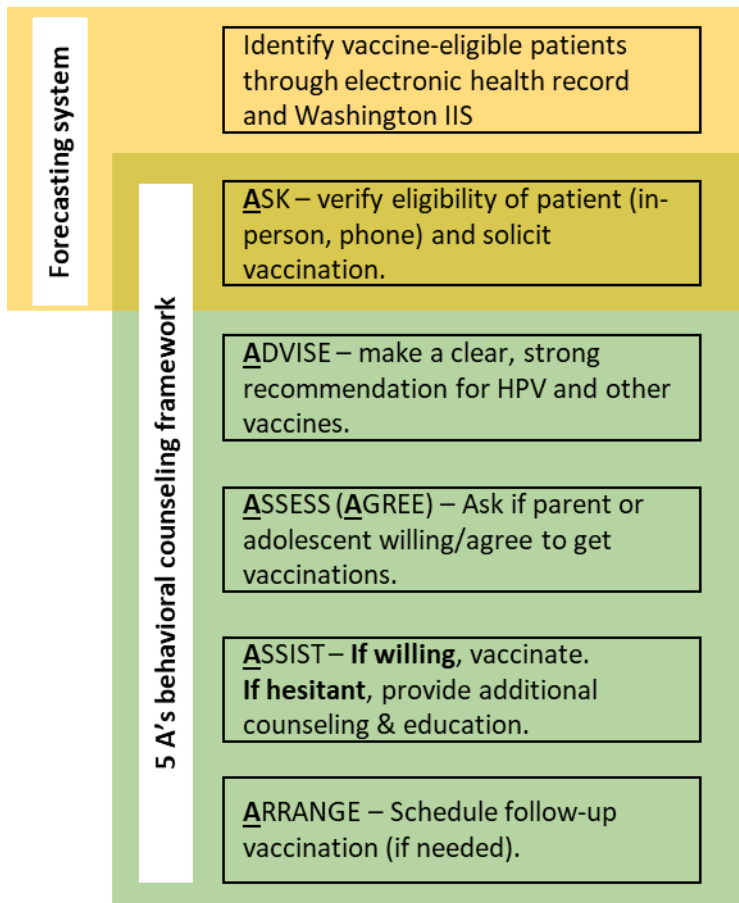 Forecasting system
Identify vaccine-eligible patients
through electronic health record
and Washington IIS
5 A's behavioral counseling framework
ASK – verify eligibility of patient (in-
person, phone) and solicit
vaccination.
ADVISE – make a clear, strong
recommendation for HPV and other
vaccines.
ASSESS (AGREE) – Ask if parent or
adolescent willing/agree to get
vaccinations.
ASSIST – If willing, vaccinate.
If hesitant, provide additional
counseling & education.
ARRANGE – Schedule follow-up
vaccination (if needed).